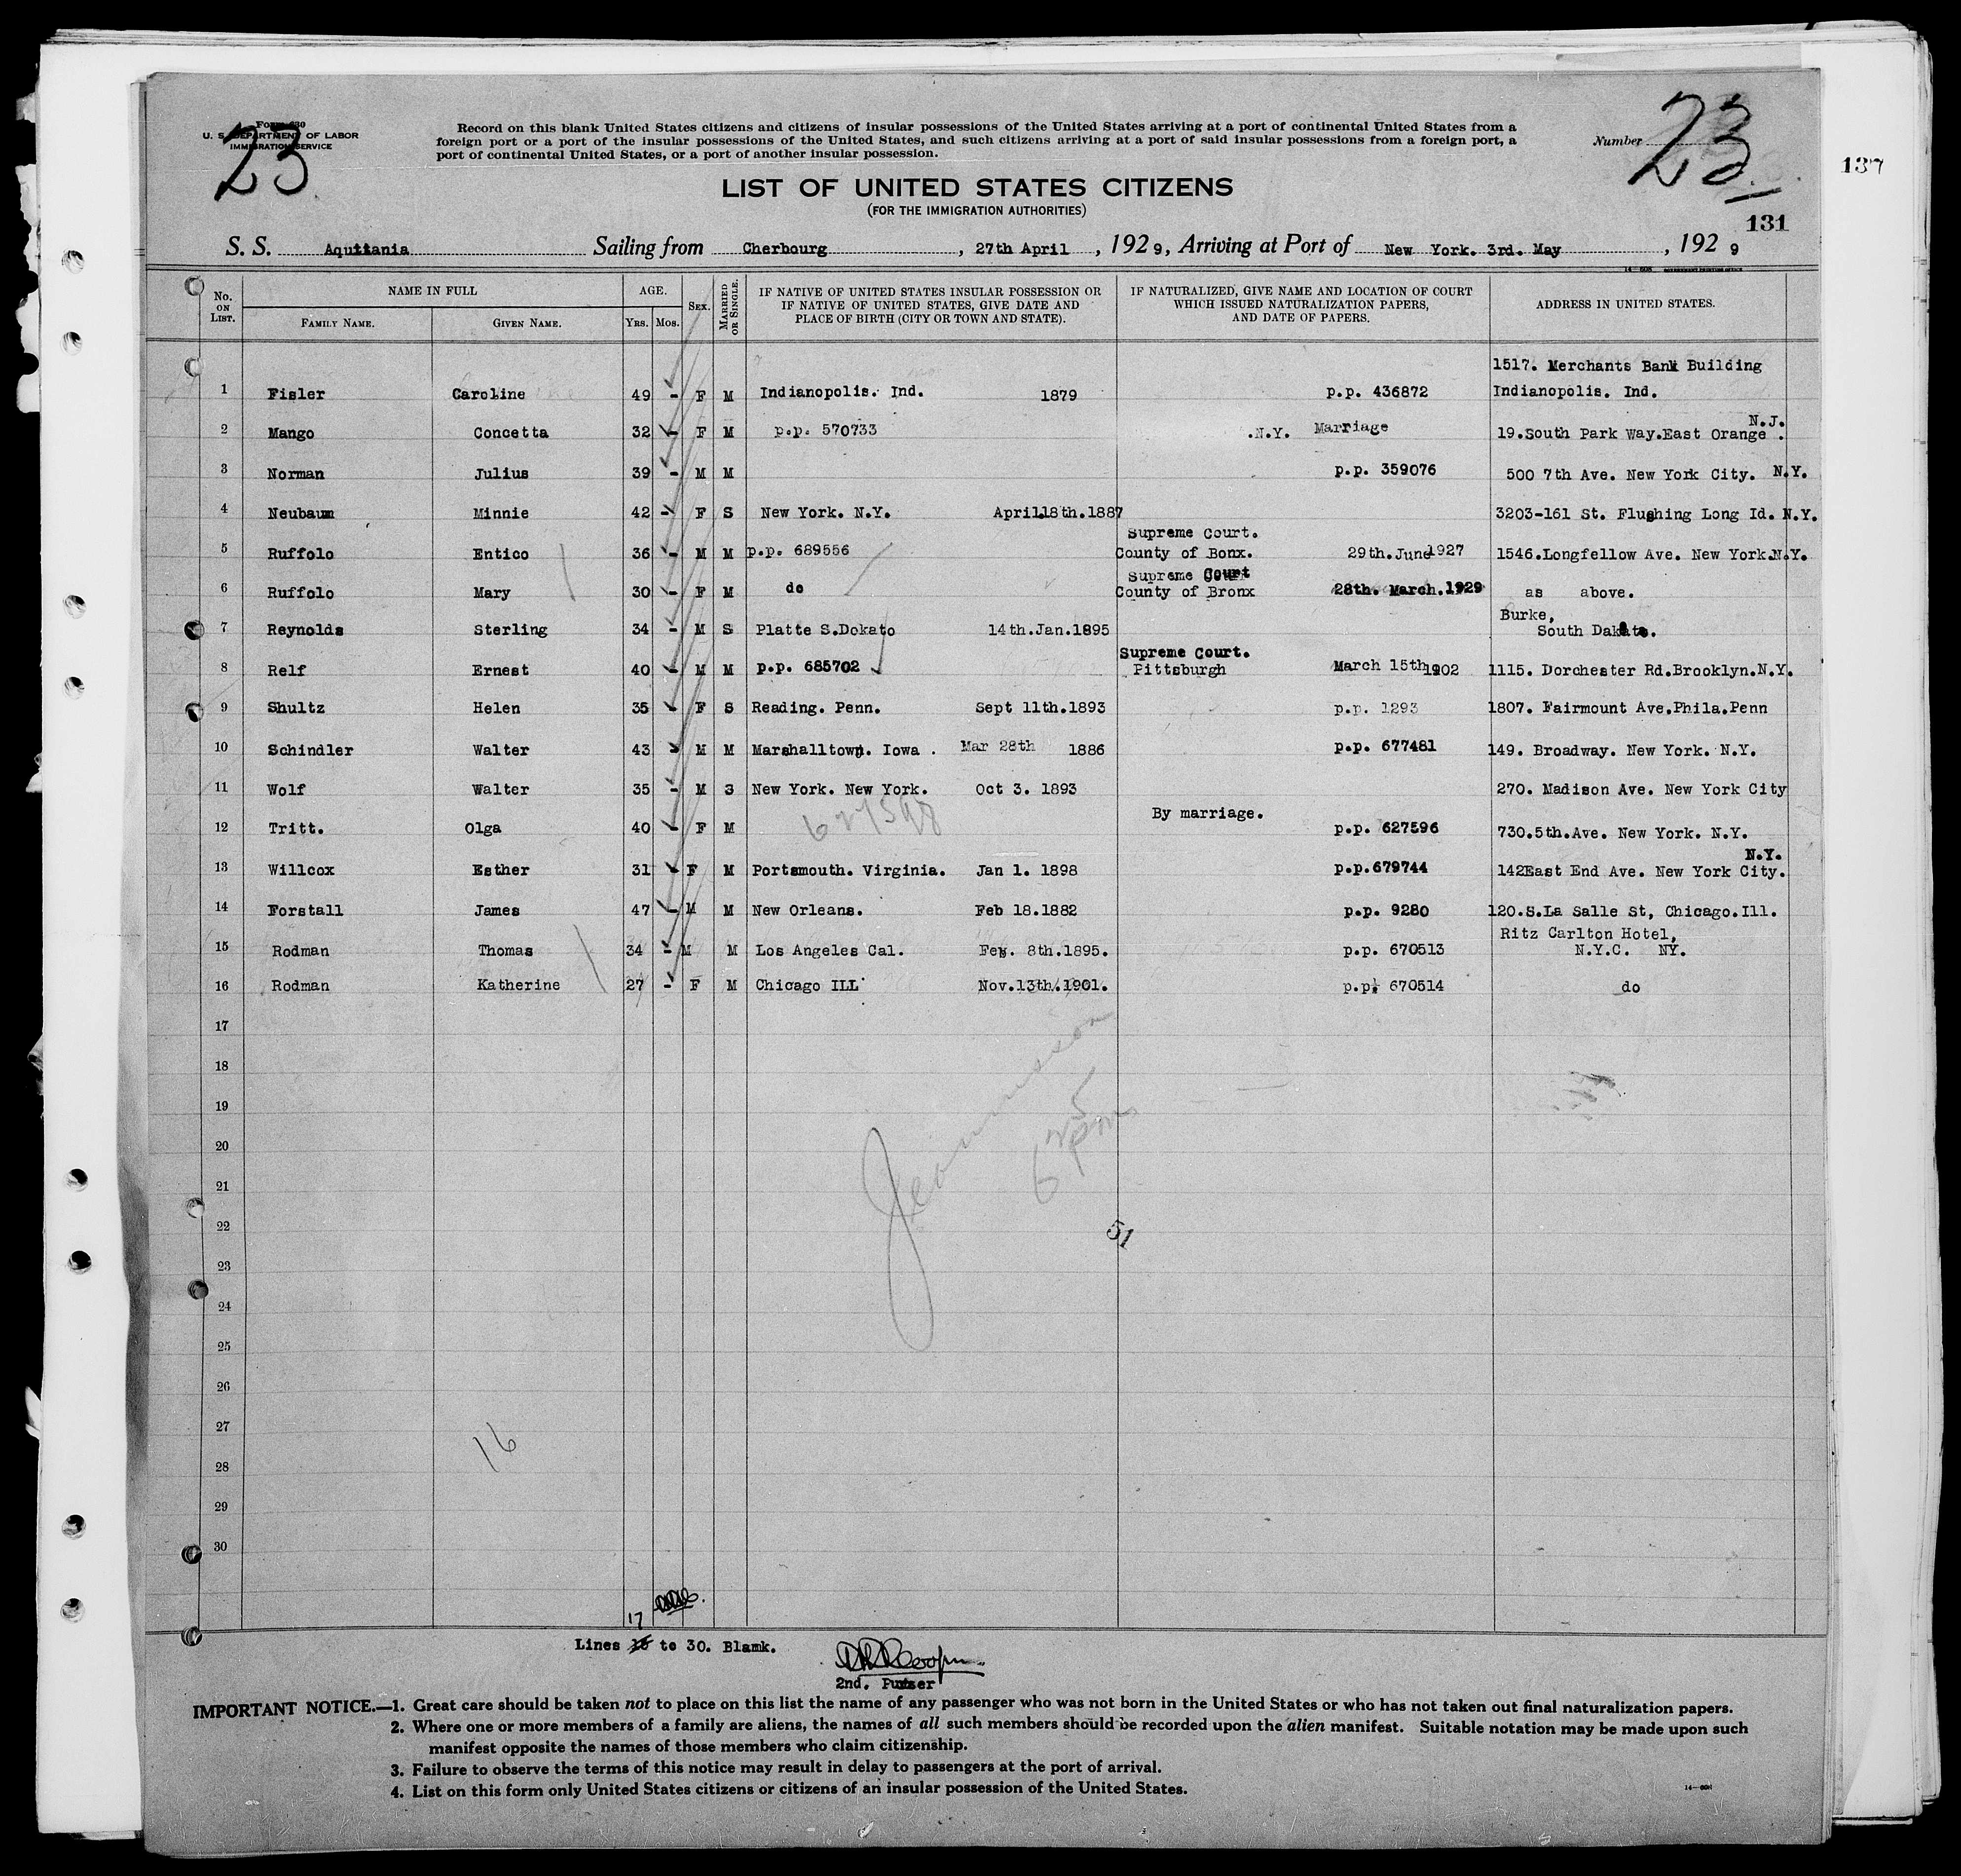 Form 630
U. S. DEPARTMENT OF LABOR
IMMIGRATION SERVICE
23
Record on this blank United States citizens and citizens of insular possessions of the United States arriving at a port of continental United States from a
foreign port or a port of the insular possessions of the United States, and such citizens arriving at a port of said insular possessions from a foreign port, a
port of continental United States, or a port of another insular possession.
Number 23
137
LIST OF UNITED STATES CITIZENS
(FOR THE IMMIGRATION AUTHORITIES)
131
S. S. Aquitania Sailing from Cherbourg, 27th April, 1929, Arriving at Port of New York. 3rd. May, 1929
14—608 GOVERNMENT PRINTING OFFICE
No. ON LIST. NAME IN FULL AGE. SEX. MARRIED OR SINGLE. IF NATIVE OF UNITED STATES INSULAR POSSESSION OR IF NATIVE OF UNITED STATES, GIVE DATE AND PLACE OF BIRTH (CITY OR TOWN AND STATE). IF NATURALIZED, GIVE NAME AND LOCATION OF COURT WHICH ISSUED NATURALIZATION PAPERS, AND DATE OF PAPERS. ADDRESS IN UNITED STATES.
FAMILY NAME. GIVEN NAME. YRS. MOS.
1517. Merchants Bank Building
1 Fisler Caroline 49 - F M Indianopolis. Ind. 1879 p.p. 436872 Indianopolis. Ind.
N.J.
2 Mango Concetta 32 - F M p.p. 570733 .N.Y. Marriage 19.South Park Way.East Orange .
3 Norman Julius 39 - M M p.p. 359076 500 7th Ave. New York City. N.Y.
4 Neubaum Minnie 42 - F S New York. N.Y. April.18th.1887 3203-161 St. Flushing Long Id. N.Y.
Supreme Court.
5 Ruffolo Entico 36 - M M p.p. 689556 County of Bonx. 29th.June1927 1546.Longfellow Ave. New York.N.Y.
Supreme Court
6 Ruffolo Mary 30 - F M do County of Bronx 28th. March.1929 as above.
Burke,
7 Reynolds Sterling 34 - M S Platte S.Dokato 14th.Jan.1895 South Dakata.
Supreme Court.
8 Relf Ernest 40 - M M p.p. 685702 Pittsburgh March 15th1902 1115. Dorchester Rd.Brooklyn.N.Y.
9 Shultz Helen 35 - F S Reading. Penn. Sept 11th.1893 p.p. 1293 1807. Fairmount Ave.Phila.Penn
10 Schindler Walter 43 - M M Marshalltown. Iowa . Mar 28th 1886 p.p. 677481 149. Broadway. New York. N.Y.
11 Wolf Walter 35 - M S New York. New York. Oct 3. 1893 270. Madison Ave. New York City
By marriage.
12 Tritt. Olga 40 - F M p.p. 627596 730.5th.Ave. New York. N.Y.
N.Y.
13 Willcox Esther 31 - F M Portsmouth. Virginia. Jan 1. 1898 p.p.679744 142East End Ave. New York City.
14 Forstall James 47 - M M New Orleans. Feb 18.1882 p.p. 9280 120.S.La Salle St, Chicago.Ill.
Ritz Carlton Hotel,
15 Rodman Thomas 34 - M M Los Angeles Cal. Feb. 8th.1895. p.p. 670513 N.Y.C. NY.
16 Rodman Katherine 27 - F M Chicago ILL Nov.13th.1901. p.p. 670514 do
17
18
19
20
21
22 51
23
24
25
26
27
16
28
29
30
17
Lines 16 to 30. Blamk.
2nd. Purser
IMPORTANT NOTICE.—1. Great care should be taken not to place on this list the name of any passenger who was not born in the United States or who has not taken out final naturalization papers.
2. Where one or more members of a family are aliens, the names of all such members should be recorded upon the alien manifest. Suitable notation may be made upon such
manifest opposite the names of those members who claim citizenship.
3. Failure to observe the terms of this notice may result in delay to passengers at the port of arrival.
4. List on this form only United States citizens or citizens of an insular possession of the United States.
14—608